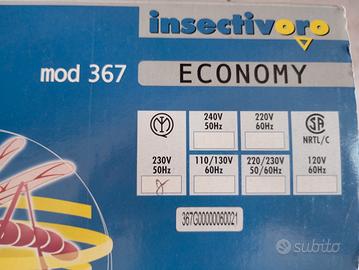 insectivoro
mod 367 ECONOMY
240V 50Hz
220V 60Hz
NRTL/C
230V 50Hz
110/130V 60Hz
220/230V 50/60Hz
120V 60Hz
367G00000060021
subito